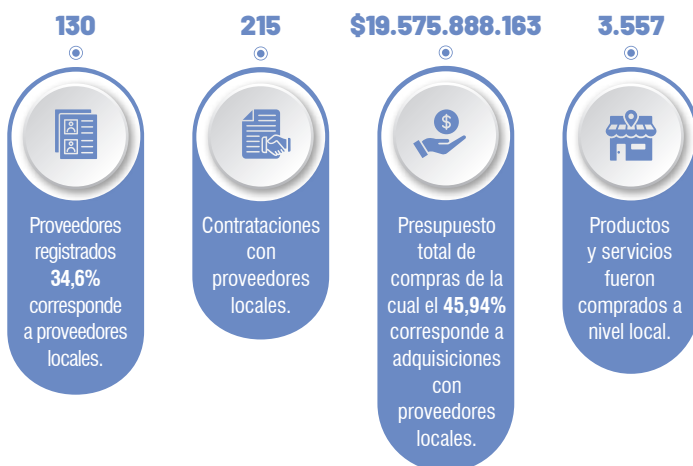 130
Proveedores
registrados
34,6%
corresponde
a proveedores
locales.
215
Contrataciones
con
proveedores
locales.
$19.575.888.163
$
Presupuesto
total de
compras de la
cual el 45,94%
corresponde a
adquisiciones
con
proveedores
locales.
3.557
Productos
y servicios
fueron
comprados a
nivel local.